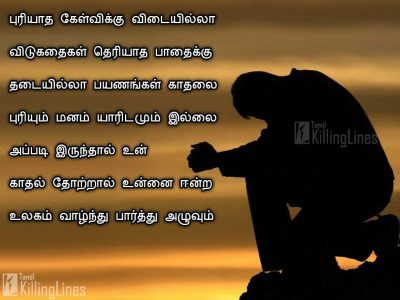 புரியாத கேள்விக்கு விடையில்லா
விடுகதைகள் தெரியாத பாதைக்கு
தடையில்லா பயணங்கள் காதலை
புரியும் மனம் யாரிடமும் இல்லை
அப்படி இருந்தால் உன்
காதல் தோற்றால் உன்னை ஈன்ற
உலகம் வாழ்ந்து பார்த்து அழுவும்
Tamil
KillingLines
Tamil
KillingLines